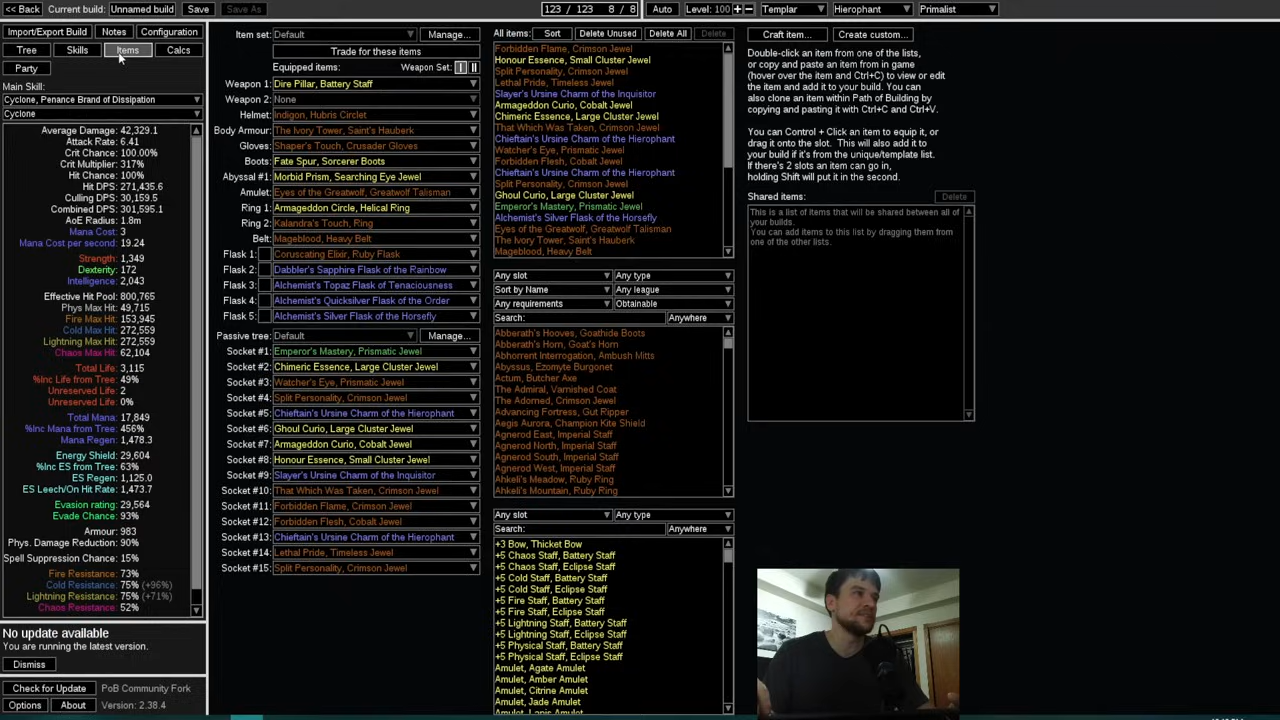 << Back
Current build: Unnamed build
Save
Save As
123 / 123 8 / 8
Auto
Level: 100 + −
Templar
Hierophant
Primalist
Import/Export Build
Notes
Configuration
Tree
Skills
Items
Calcs
Party
Main Skill:
Cyclone, Penance Brand of Dissipation
Cyclone
Average Damage: 42,329.1
Attack Rate: 6.41
Crit Chance: 100.00%
Crit Multiplier: 317%
Hit Chance: 100%
Hit DPS: 271,435.6
Culling DPS: 30,159.5
Combined DPS: 301,595.1
AoE Radius: 1.8m
Mana Cost: 3
Mana Cost per second: 19.24
Strength: 1,349
Dexterity: 172
Intelligence: 2,043
Effective Hit Pool: 800,765
Phys Max Hit: 49,715
Fire Max Hit: 153,945
Cold Max Hit: 272,559
Lightning Max Hit: 272,559
Chaos Max Hit: 62,104
Total Life: 3,115
%Inc Life from Tree: 49%
Unreserved Life: 2
Unreserved Life: 0%
Total Mana: 17,849
%Inc Mana from Tree: 456%
Mana Regen: 1,478.3
Energy Shield: 29,604
%Inc ES from Tree: 63%
ES Regen: 1,125.0
ES Leech/On Hit Rate: 1,473.7
Evasion rating: 29,564
Evade Chance: 93%
Armour: 983
Phys. Damage Reduction: 90%
Spell Suppression Chance: 15%
Fire Resistance: 73%
Cold Resistance: 75% (+96%)
Lightning Resistance: 75% (+71%)
Chaos Resistance: 52%
No update available
You are running the latest version.
Dismiss
Check for Update
PoB Community Fork
Options
About
Version: 2.38.4
Item set: Default
Manage...
Trade for these items
Equipped items:
Weapon Set: I II
Weapon 1: Dire Pillar, Battery Staff
Weapon 2: None
Helmet: Indigon, Hubris Circlet
Body Armour: The Ivory Tower, Saint's Hauberk
Gloves: Shaper's Touch, Crusader Gloves
Boots: Fate Spur, Sorcerer Boots
Abyssal #1: Morbid Prism, Searching Eye Jewel
Amulet: Eyes of the Greatwolf, Greatwolf Talisman
Ring 1: Armageddon Circle, Helical Ring
Ring 2: Kalandra's Touch, Ring
Belt: Mageblood, Heavy Belt
Flask 1: Coruscating Elixir, Ruby Flask
Flask 2: Dabbler's Sapphire Flask of the Rainbow
Flask 3: Alchemist's Topaz Flask of Tenaciousness
Flask 4: Alchemist's Quicksilver Flask of the Order
Flask 5: Alchemist's Silver Flask of the Horsefly
Passive tree: Default
Manage...
Socket #1: Emperor's Mastery, Prismatic Jewel
Socket #2: Chimeric Essence, Large Cluster Jewel
Socket #3: Watcher's Eye, Prismatic Jewel
Socket #4: Split Personality, Crimson Jewel
Socket #5: Chieftain's Ursine Charm of the Hierophant
Socket #6: Ghoul Curio, Large Cluster Jewel
Socket #7: Armageddon Curio, Cobalt Jewel
Socket #8: Honour Essence, Small Cluster Jewel
Socket #9: Slayer's Ursine Charm of the Inquisitor
Socket #10: That Which Was Taken, Crimson Jewel
Socket #11: Forbidden Flame, Crimson Jewel
Socket #12: Forbidden Flesh, Cobalt Jewel
Socket #13: Chieftain's Ursine Charm of the Hierophant
Socket #14: Lethal Pride, Timeless Jewel
Socket #15: Split Personality, Crimson Jewel
All items:
Sort
Delete Unused
Delete All
Delete
Forbidden Flame, Crimson Jewel
Honour Essence, Small Cluster Jewel
Split Personality, Crimson Jewel
Lethal Pride, Timeless Jewel
Slayer's Ursine Charm of the Inquisitor
Armageddon Curio, Cobalt Jewel
Chimeric Essence, Large Cluster Jewel
That Which Was Taken, Crimson Jewel
Chieftain's Ursine Charm of the Hierophant
Watcher's Eye, Prismatic Jewel
Forbidden Flesh, Cobalt Jewel
Chieftain's Ursine Charm of the Hierophant
Split Personality, Crimson Jewel
Ghoul Curio, Large Cluster Jewel
Emperor's Mastery, Prismatic Jewel
Alchemist's Silver Flask of the Horsefly
Eyes of the Greatwolf, Greatwolf Talisman
The Ivory Tower, Saint's Hauberk
Mageblood, Heavy Belt
Any slot
Any type
Sort by Name
Any league
Any requirements
Obtainable
Search:
Anywhere
Abberath's Hooves, Goathide Boots
Abberath's Horn, Goat's Horn
Abhorrent Interrogation, Ambush Mitts
Abyssus, Ezomyte Burgonet
Actum, Butcher Axe
The Admiral, Varnished Coat
The Adorned, Crimson Jewel
Advancing Fortress, Gut Ripper
Aegis Aurora, Champion Kite Shield
Agnerod East, Imperial Staff
Agnerod North, Imperial Staff
Agnerod South, Imperial Staff
Agnerod West, Imperial Staff
Ahkeli's Meadow, Ruby Ring
Ahkeli's Mountain, Ruby Ring
Any slot
Any type
Search:
Anywhere
+3 Bow, Thicket Bow
+5 Chaos Staff, Battery Staff
+5 Chaos Staff, Eclipse Staff
+5 Cold Staff, Battery Staff
+5 Cold Staff, Eclipse Staff
+5 Fire Staff, Battery Staff
+5 Fire Staff, Eclipse Staff
+5 Lightning Staff, Battery Staff
+5 Lightning Staff, Eclipse Staff
+5 Physical Staff, Battery Staff
+5 Physical Staff, Eclipse Staff
Amulet, Agate Amulet
Amulet, Amber Amulet
Amulet, Citrine Amulet
Amulet, Jade Amulet
Amulet, Lapis Amulet
Craft item...
Create custom...
Double-click an item from one of the lists,
or copy and paste an item from in game
(hover over the item and Ctrl+C) to view or edit
the item and add it to your build. You can
also clone an item within Path of Building by
copying and pasting it with Ctrl+C and Ctrl+V.
You can Control + Click an item to equip it, or
drag it onto the slot. This will also add it to
your build if it's from the unique/template list.
If there's 2 slots an item can go in,
holding Shift will put it in the second.
Shared items:
Delete
This is a list of items that will be shared between all of
your builds.
You can add items to this list by dragging them from
one of the other lists.